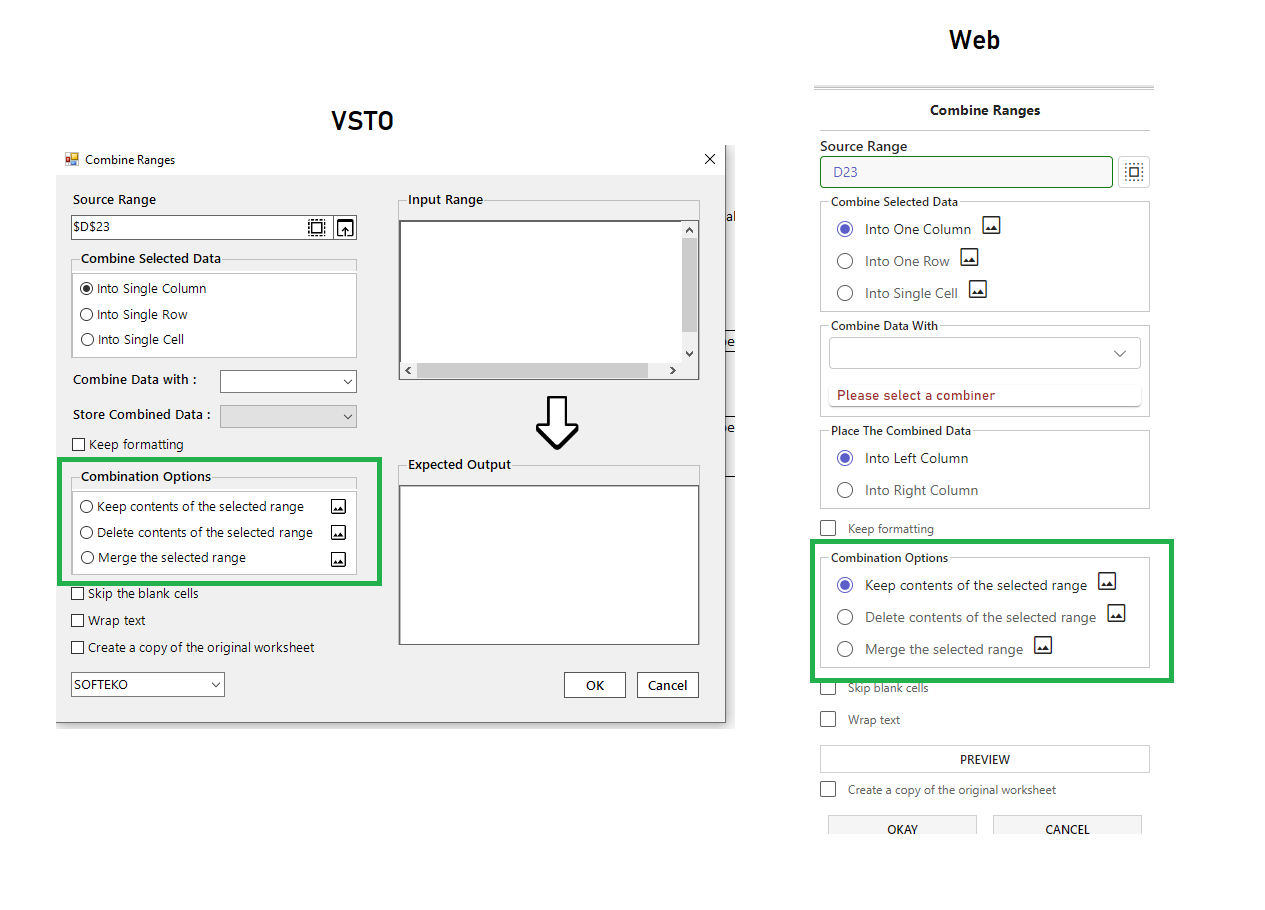 Web
VSTO
Combine Ranges
Source Range
$D$23
Combine Selected Data
Into Single Column
Into Single Row
Into Single Cell
Combine Data with :
Store Combined Data :
Keep formatting
Combination Options
Keep contents of the selected range
Delete contents of the selected range
Merge the selected range
Skip the blank cells
Wrap text
Create a copy of the original worksheet
SOFTEKO
Input Range
Expected Output
OK
Cancel
Combine Ranges
Source Range
D23
Combine Selected Data
Into One Column
Into One Row
Into Single Cell
Combine Data With
Please select a combiner
Place The Combined Data
Into Left Column
Into Right Column
Keep formatting
Combination Options
Keep contents of the selected range
Delete contents of the selected range
Merge the selected range
Skip blank cells
Wrap text
PREVIEW
Create a copy of the original worksheet
OKAY
CANCEL